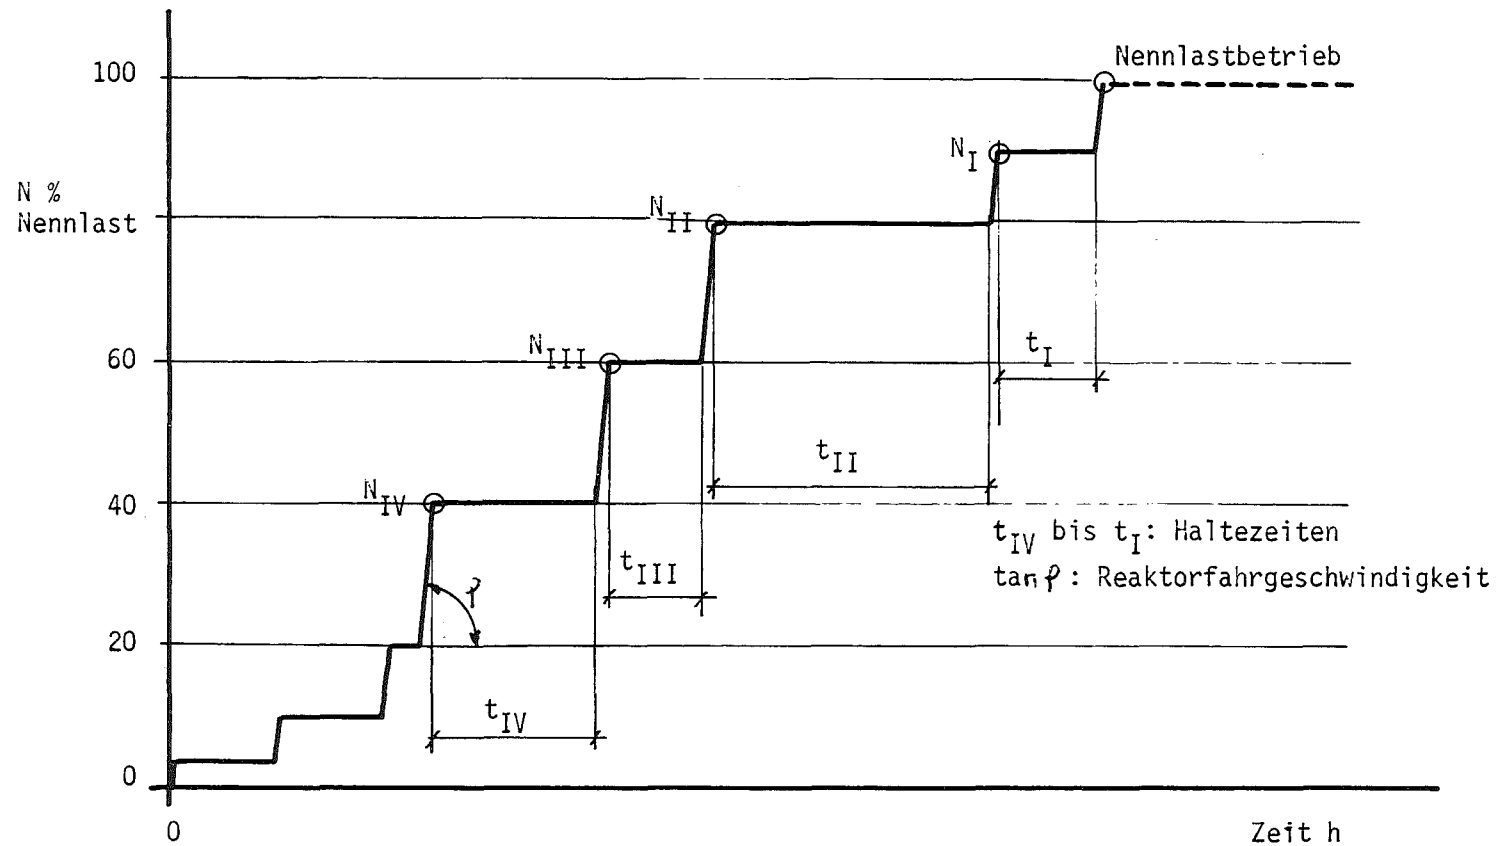 Nennlastbetrieb
100
N_I
N %
Nennlast
N_II
60
N_III
t_I
t_II
40
N_IV
t_IV bis t_I: Haltezeiten
t_III
tan φ: Reaktorfahrgeschwindigkeit
φ
20
t_IV
0
0
Zeit h